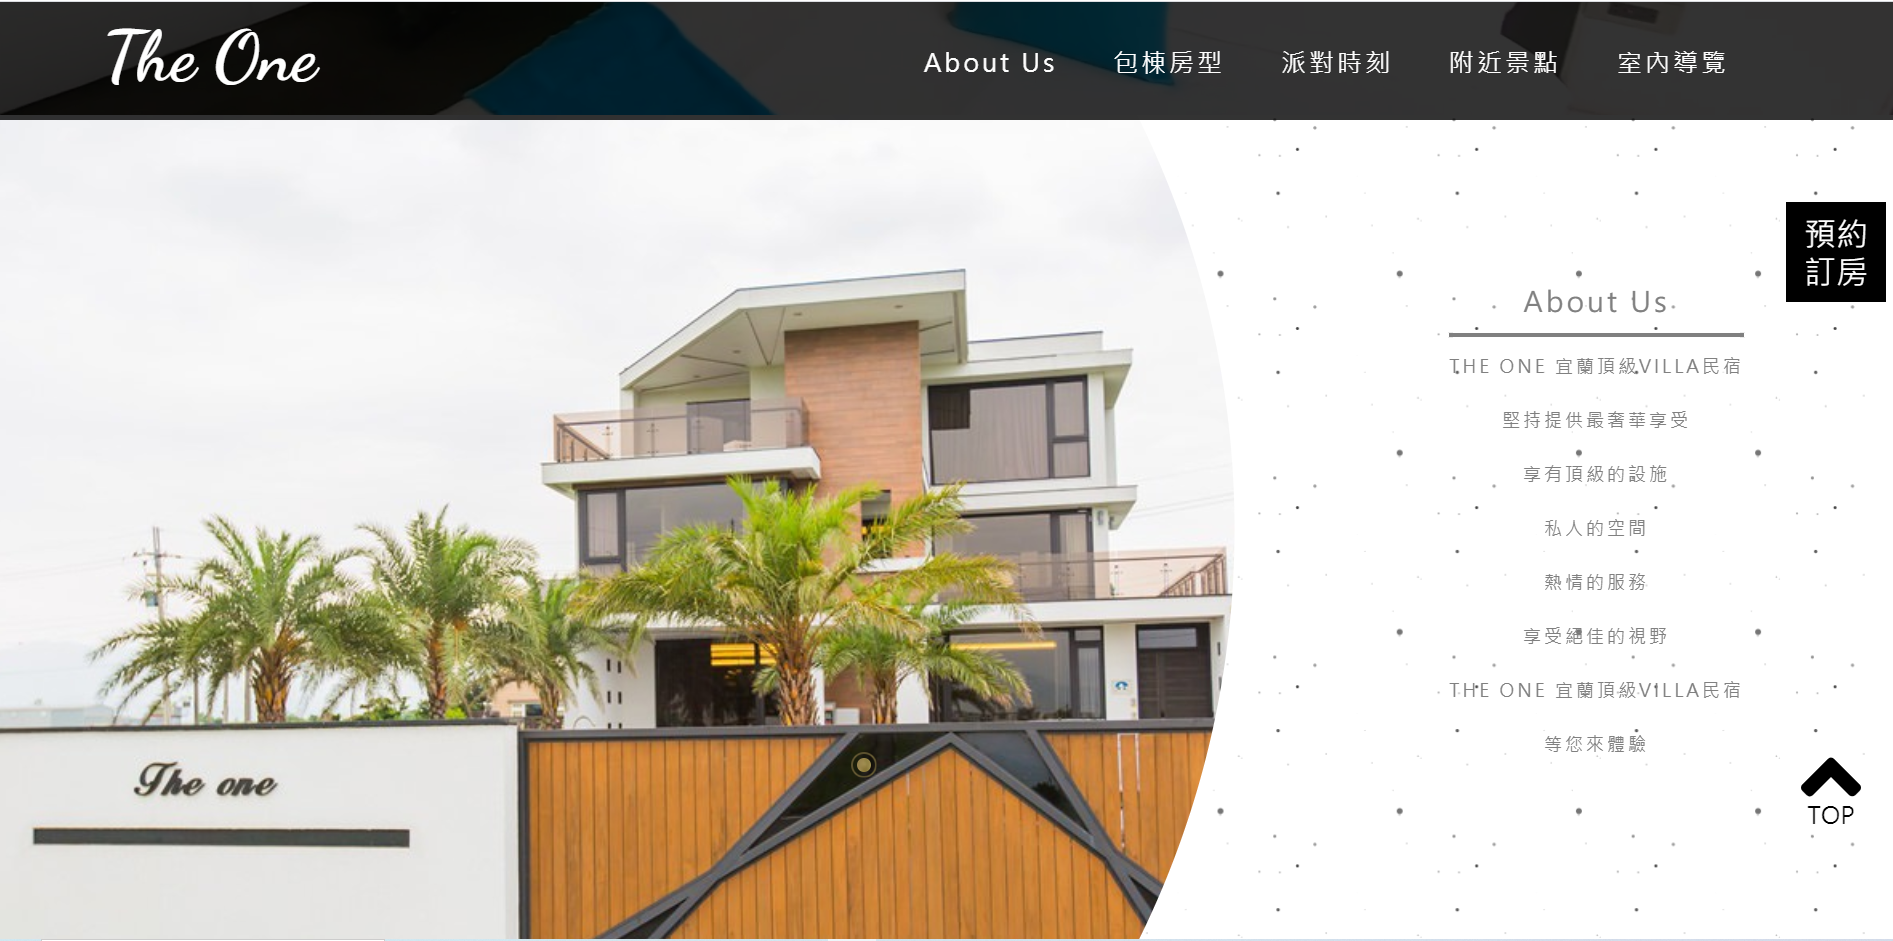 The One
About Us
包棟房型
派對時刻
附近景點
室內導覽
預約
訂房
About Us
THE ONE 宜蘭頂級VILLA民宿
堅持提供最奢華享受
享有頂級的設施
私人的空間
熱情的服務
享受絕佳的視野
THE ONE 宜蘭頂級VILLA民宿
等您來體驗
The one
TOP